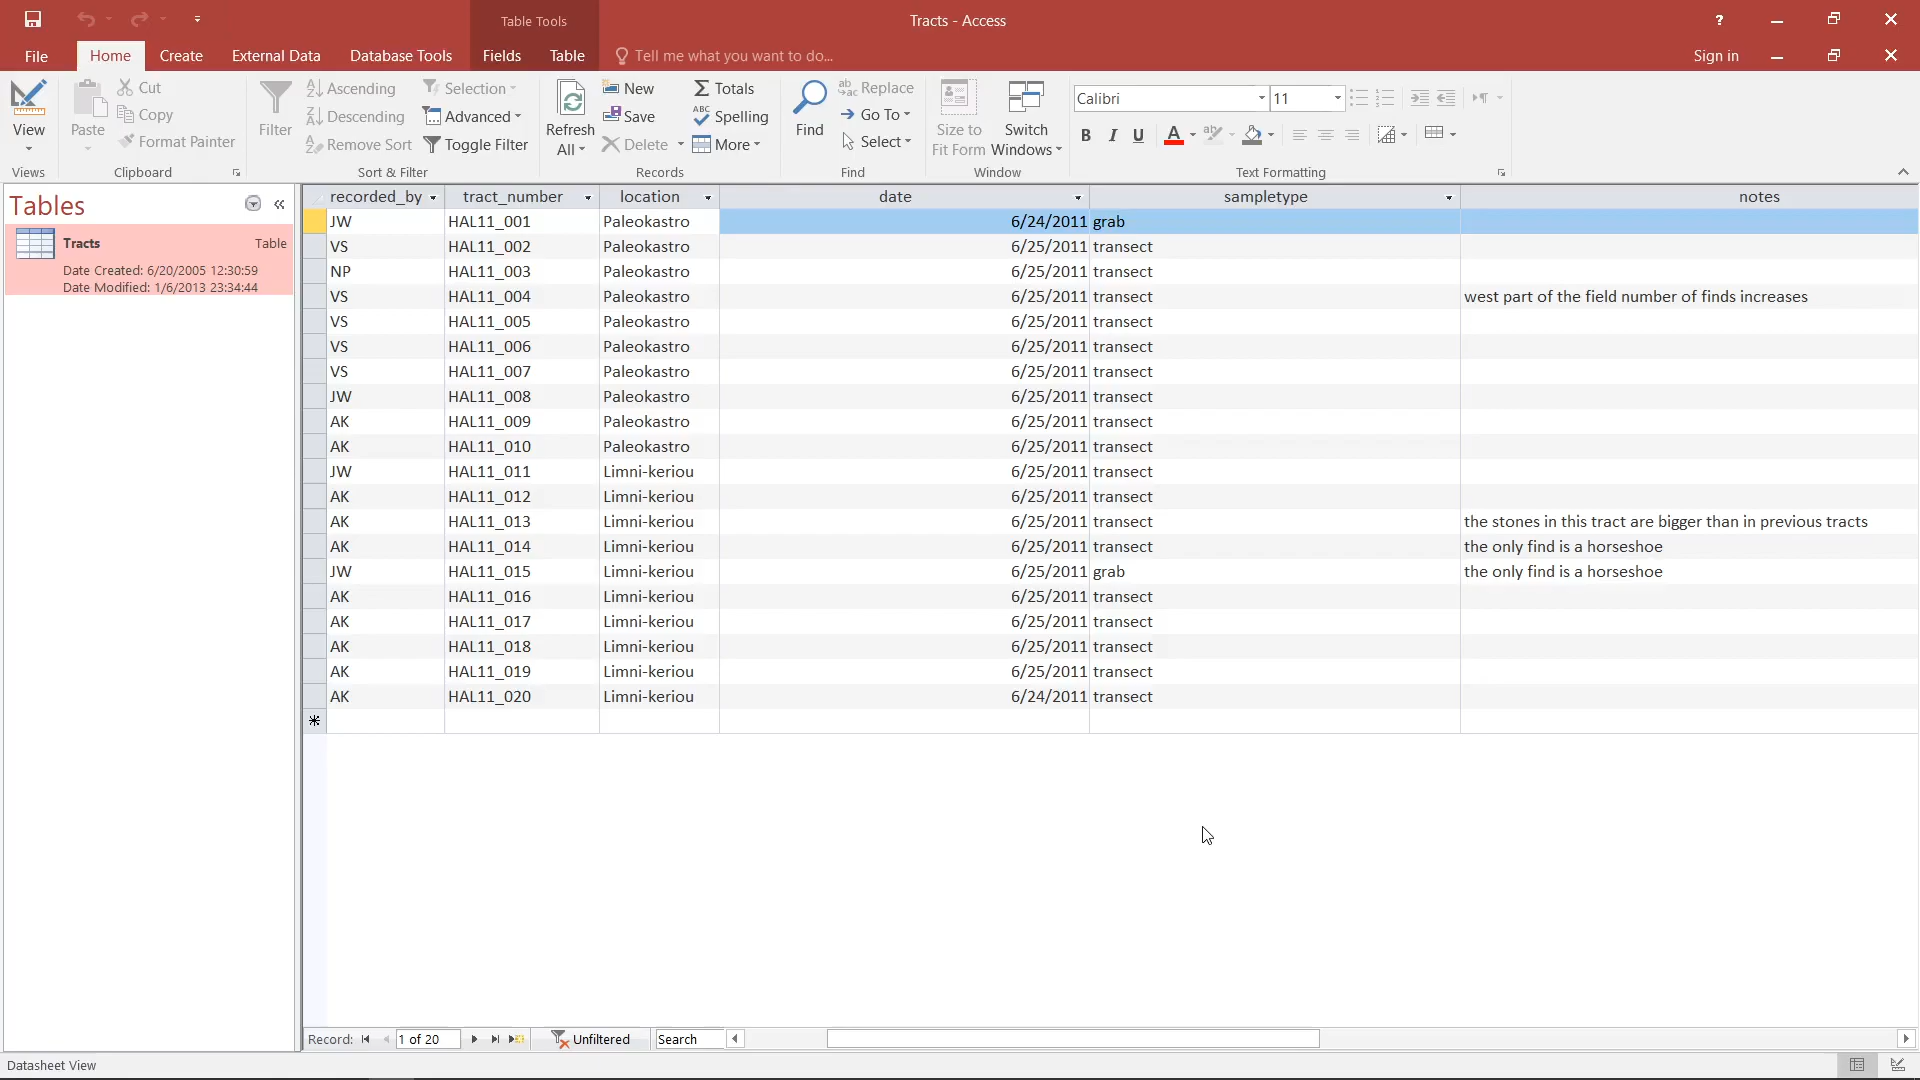 Table Tools
Tracts - Access
?
File Home Create External Data Database Tools Fields Table Tell me what you want to do...
Sign in
View
Views
Paste
Cut
Copy
Format Painter
Clipboard
Filter
Ascending
Descending
Remove Sort
Selection
Advanced
Toggle Filter
Sort & Filter
Refresh
All
New
Save
Delete
Totals
Spelling
More
Records
Find
Replace
Go To
Select
Find
Size to
Fit Form
Switch
Windows
Window
Calibri 11
B I U A
Text Formatting
Tables
Tracts Table
Date Created: 6/20/2005 12:30:59
Date Modified: 1/6/2013 23:34:44
recorded_by tract_number location date sampletype notes
JW HAL11_001 Paleokastro 6/24/2011 grab
VS HAL11_002 Paleokastro 6/25/2011 transect
NP HAL11_003 Paleokastro 6/25/2011 transect
VS HAL11_004 Paleokastro 6/25/2011 transect west part of the field number of finds increases
VS HAL11_005 Paleokastro 6/25/2011 transect
VS HAL11_006 Paleokastro 6/25/2011 transect
VS HAL11_007 Paleokastro 6/25/2011 transect
JW HAL11_008 Paleokastro 6/25/2011 transect
AK HAL11_009 Paleokastro 6/25/2011 transect
AK HAL11_010 Paleokastro 6/25/2011 transect
JW HAL11_011 Limni-keriou 6/25/2011 transect
AK HAL11_012 Limni-keriou 6/25/2011 transect
AK HAL11_013 Limni-keriou 6/25/2011 transect the stones in this tract are bigger than in previous tracts
AK HAL11_014 Limni-keriou 6/25/2011 transect the only find is a horseshoe
JW HAL11_015 Limni-keriou 6/25/2011 grab the only find is a horseshoe
AK HAL11_016 Limni-keriou 6/25/2011 transect
AK HAL11_017 Limni-keriou 6/25/2011 transect
AK HAL11_018 Limni-keriou 6/25/2011 transect
AK HAL11_019 Limni-keriou 6/25/2011 transect
AK HAL11_020 Limni-keriou 6/24/2011 transect
Record: 1 of 20 Unfiltered Search
Datasheet View